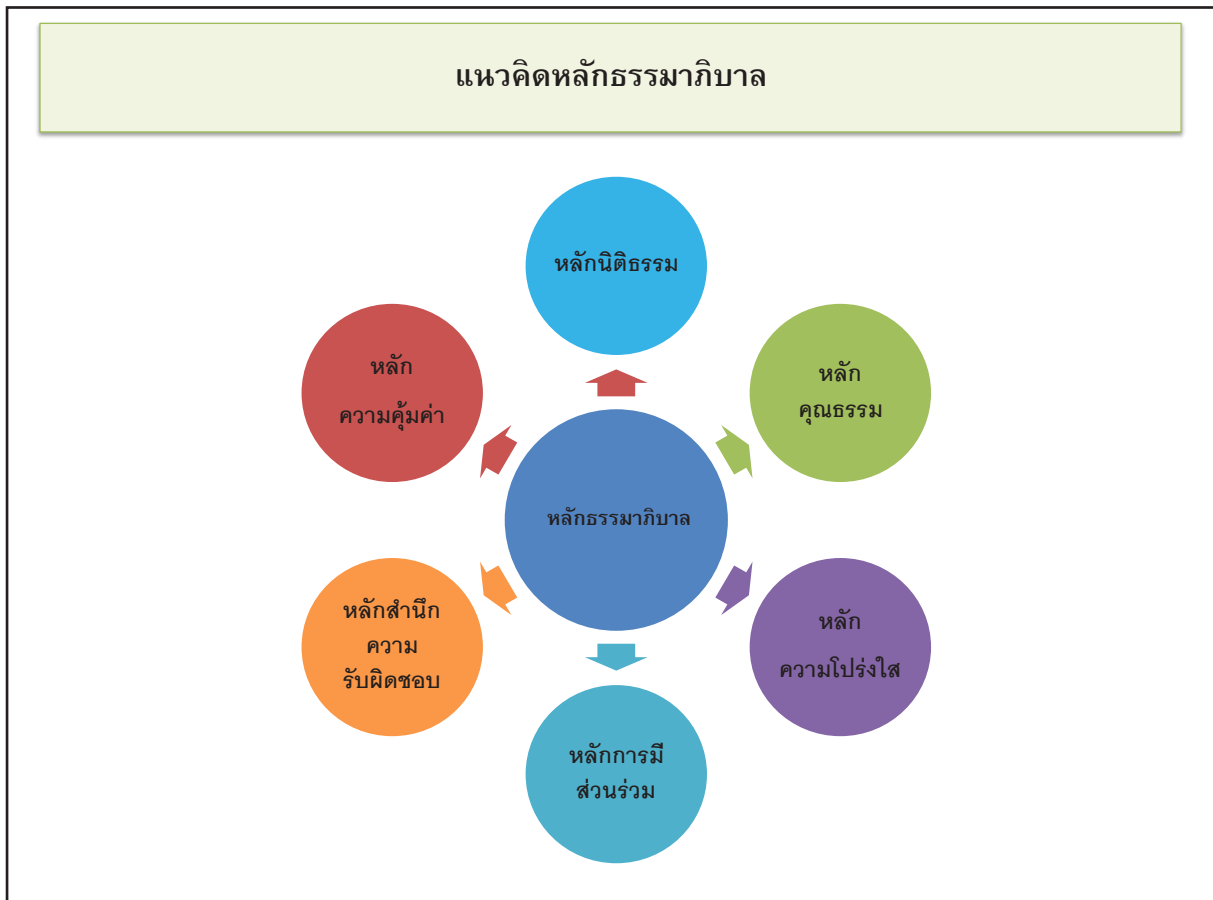 แนวคิดหลักธรรมาภิบาล
หลักนิติธรรม
หลัก
คุณธรรม
หลัก
ความโปร่งใส
หลักการมี
ส่วนร่วม
หลักสำนึก
ความ
รับผิดชอบ
หลัก
ความคุ้มค่า
หลักธรรมาภิบาล